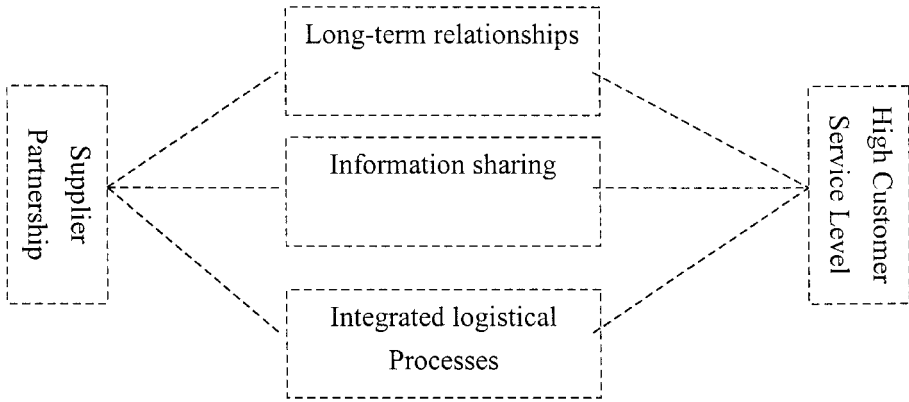 Long-term relationships
Supplier
Partnership
Information sharing
High Customer
Service Level
Integrated logistical
Processes